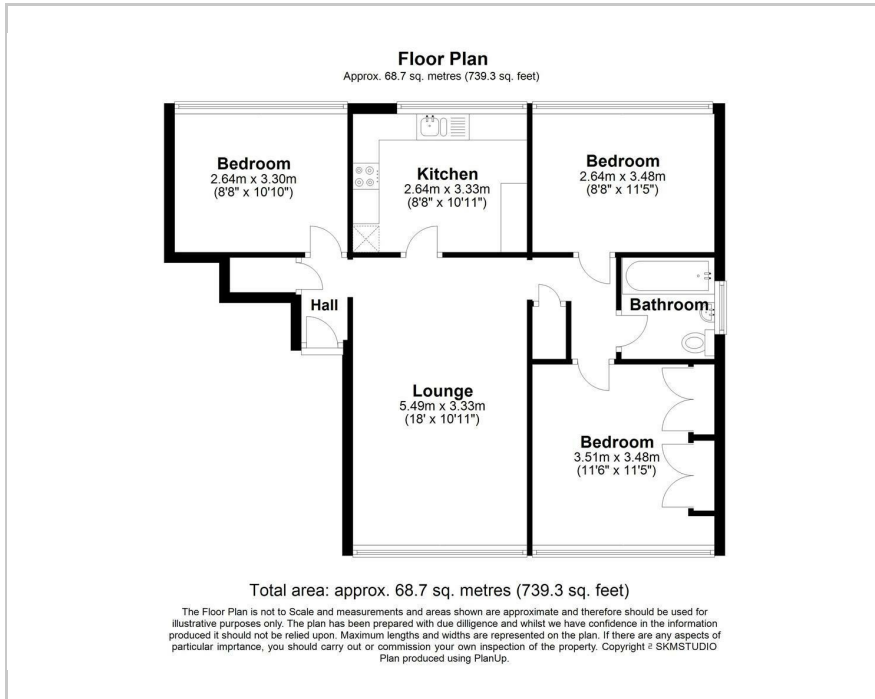 Floor Plan
Approx. 68.7 sq. metres (739.3 sq. feet)
Bedroom
2.64m x 3.30m
(8'8" x 10'10")
Kitchen
2.64m x 3.33m
(8'8" x 10'11")
Bedroom
2.64m x 3.48m
(8'8" x 11'5")
Hall
Bathroom
Lounge
5.49m x 3.33m
(18' x 10'11")
Bedroom
3.51m x 3.48m
(11'6" x 11'5")
Total area: approx. 68.7 sq. metres (739.3 sq. feet)
The Floor Plan is not to Scale and measurements and areas shown are approximate and therefore should be used for
illustrative purposes only. The plan has been prepared with due dilligence and whilst we have confidence in the information
produced it should not be relied upon. Maximum lengths and widths are represented on the plan. If there are any aspects of
particular imprtance, you should carry out or commission your own inspection of the property. Copyright ² SKMSTUDIO
Plan produced using PlanUp.